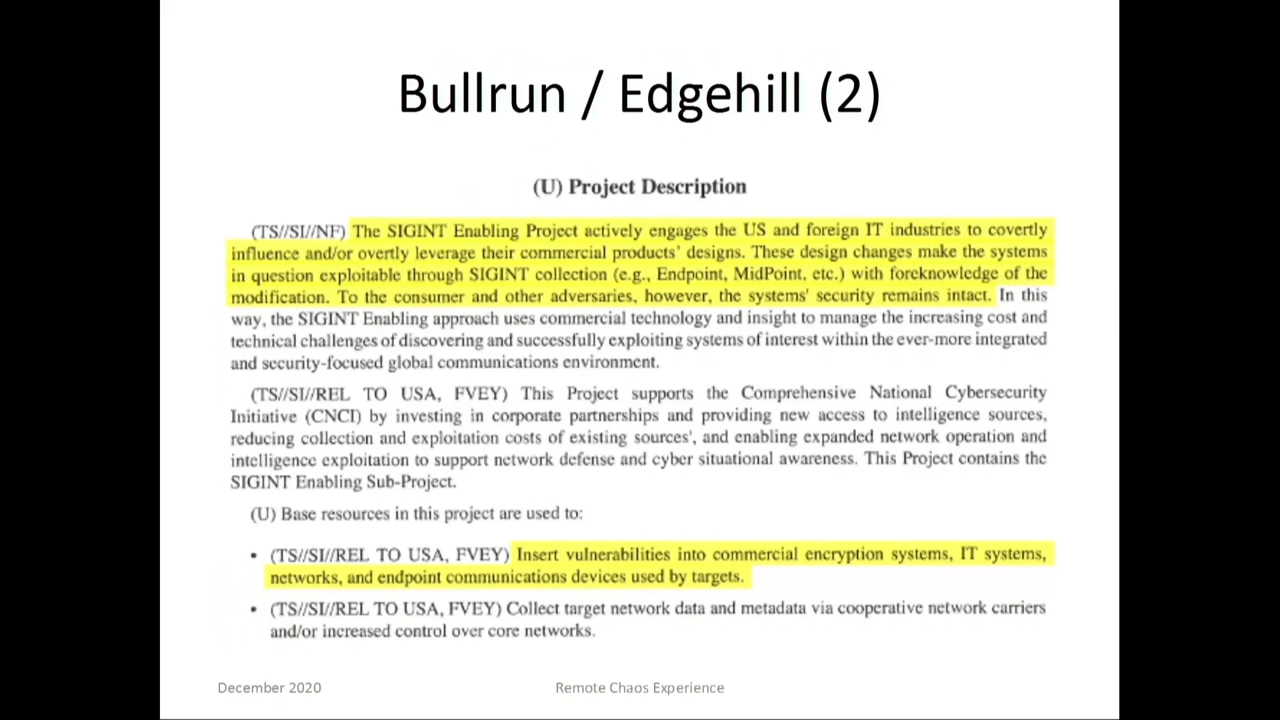 Bullrun / Edgehill (2)
(U) Project Description
(TS//SI//NF) The SIGINT Enabling Project actively engages the US and foreign IT industries to covertly
influence and/or overtly leverage their commercial products' designs. These design changes make the systems
in question exploitable through SIGINT collection (e.g., Endpoint, MidPoint, etc.) with foreknowledge of the
modification. To the consumer and other adversaries, however, the systems' security remains intact. In this
way, the SIGINT Enabling approach uses commercial technology and insight to manage the increasing cost and
technical challenges of discovering and successfully exploiting systems of interest within the ever-more integrated
and security-focused global communications environment.
(TS//SI//REL TO USA, FVEY) This Project supports the Comprehensive National Cybersecurity
Initiative (CNCI) by investing in corporate partnerships and providing new access to intelligence sources,
reducing collection and exploitation costs of existing sources', and enabling expanded network operation and
intelligence exploitation to support network defense and cyber situational awareness. This Project contains the
SIGINT Enabling Sub-Project.
(U) Base resources in this project are used to:
• (TS//SI//REL TO USA, FVEY) Insert vulnerabilities into commercial encryption systems, IT systems,
networks, and endpoint communications devices used by targets.
• (TS//SI//REL TO USA, FVEY) Collect target network data and metadata via cooperative network carriers
and/or increased control over core networks.
December 2020
Remote Chaos Experience